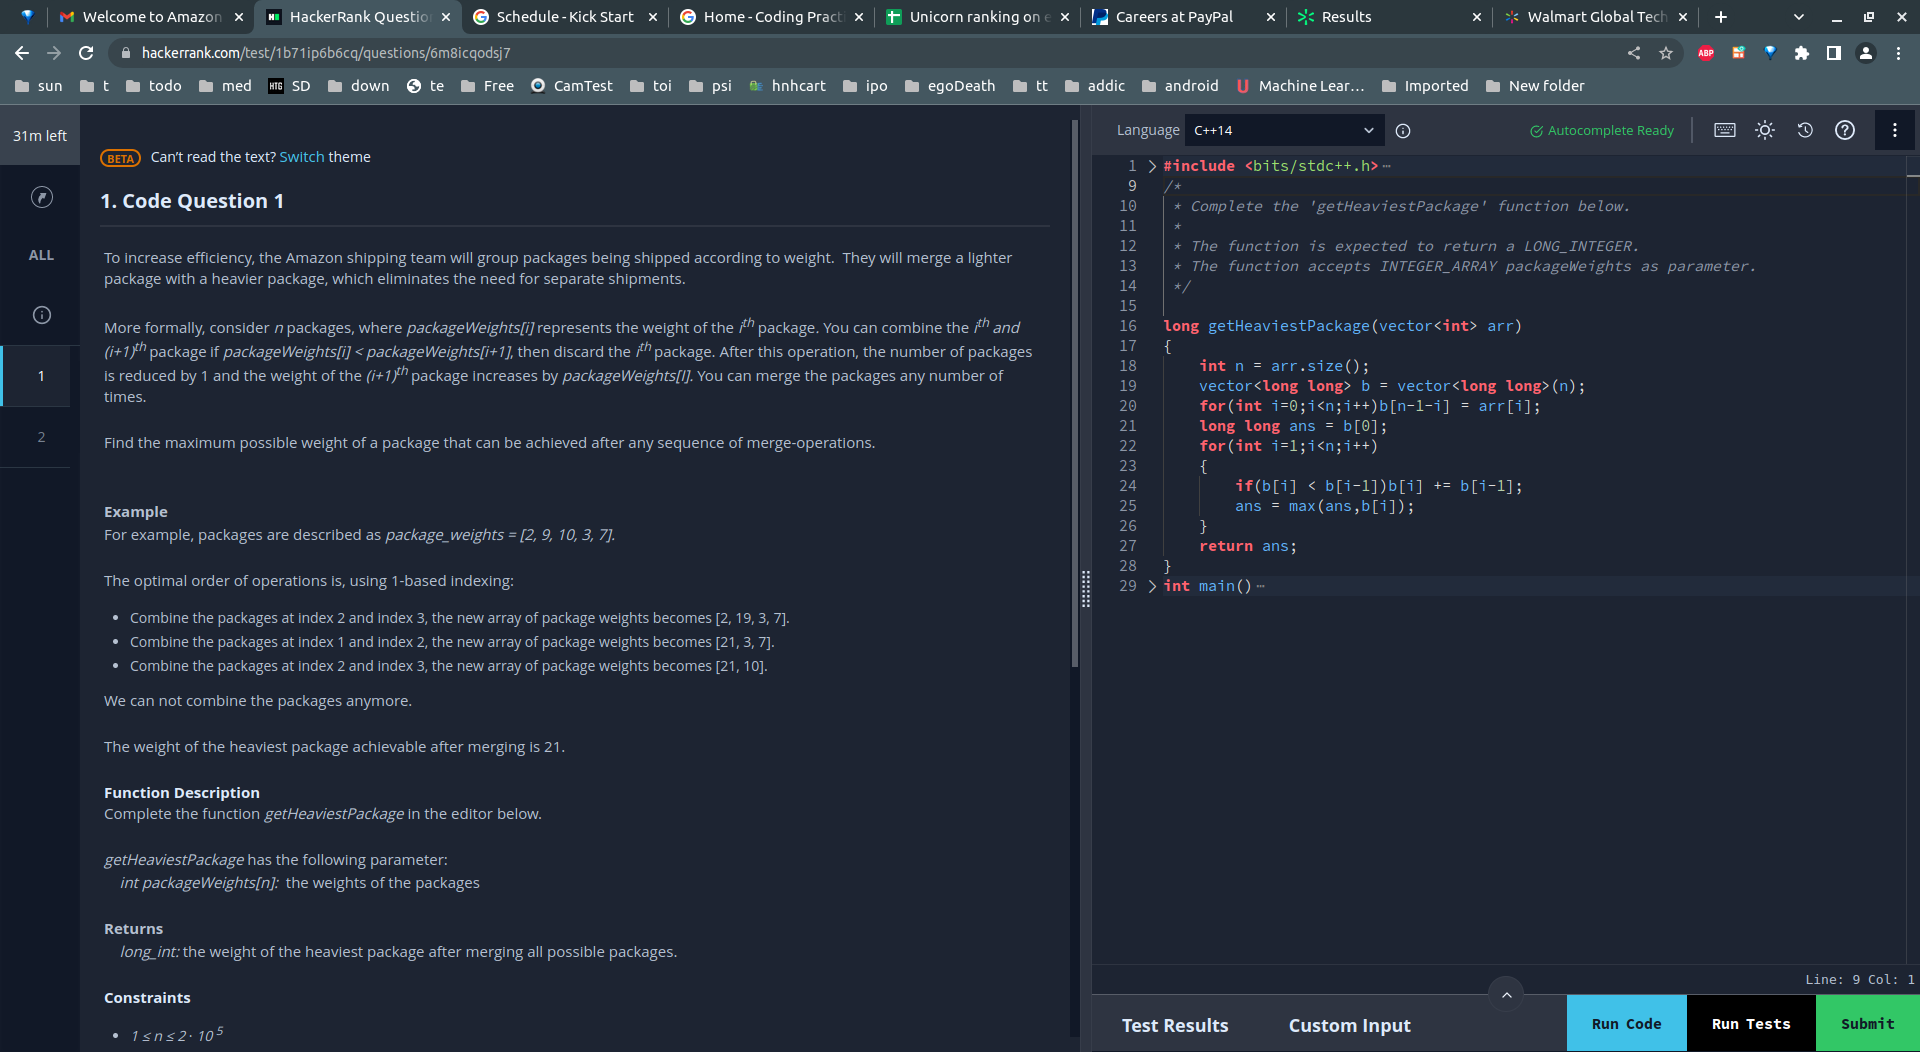 Welcome to Amazon
HackerRank Questio
Schedule - Kick Start
Home - Coding Practi
Unicorn ranking on e
Careers at PayPal
Results
Walmart Global Tech
hackerrank.com/test/1b71ip6b6cq/questions/6m8icqodsj7
ABP
sun t todo med HTG SD down te Free CamTest toi psi hnhcart ipo egoDeath tt addic android Machine Lear... Imported New folder
31m left
ALL
1
2
BETA Can't read the text? Switch theme
1. Code Question 1
To increase efficiency, the Amazon shipping team will group packages being shipped according to weight.  They will merge a lighter
package with a heavier package, which eliminates the need for separate shipments.
More formally, consider n packages, where packageWeights[i] represents the weight of the ith package. You can combine the ith and
(i+1)th package if packageWeights[i] < packageWeights[i+1], then discard the ith package. After this operation, the number of packages
is reduced by 1 and the weight of the (i+1)th package increases by packageWeights[I]. You can merge the packages any number of
times.
Find the maximum possible weight of a package that can be achieved after any sequence of merge-operations.
Example
For example, packages are described as package_weights = [2, 9, 10, 3, 7].
The optimal order of operations is, using 1-based indexing:
• Combine the packages at index 2 and index 3, the new array of package weights becomes [2, 19, 3, 7].
• Combine the packages at index 1 and index 2, the new array of package weights becomes [21, 3, 7].
• Combine the packages at index 2 and index 3, the new array of package weights becomes [21, 10].
We can not combine the packages anymore.
The weight of the heaviest package achievable after merging is 21.
Function Description
Complete the function getHeaviestPackage in the editor below.
getHeaviestPackage has the following parameter:
int packageWeights[n]:  the weights of the packages
Returns
long_int: the weight of the heaviest package after merging all possible packages.
Constraints
• 1 ≤ n ≤ 2 · 10 5
Language C++14
Autocomplete Ready
1 #include <bits/stdc++.h>
9 /*
10 * Complete the 'getHeaviestPackage' function below.
11 *
12 * The function is expected to return a LONG_INTEGER.
13 * The function accepts INTEGER_ARRAY packageWeights as parameter.
14 */
15
16 long getHeaviestPackage(vector<int> arr)
17 {
18 int n = arr.size();
19 vector<long long> b = vector<long long>(n);
20 for(int i=0;i<n;i++)b[n-1-i] = arr[i];
21 long long ans = b[0];
22 for(int i=1;i<n;i++)
23 {
24 if(b[i] < b[i-1])b[i] += b[i-1];
25 ans = max(ans,b[i]);
26 }
27 return ans;
28 }
29 int main()
Line: 9 Col: 1
Test Results
Custom Input
Run Code
Run Tests
Submit